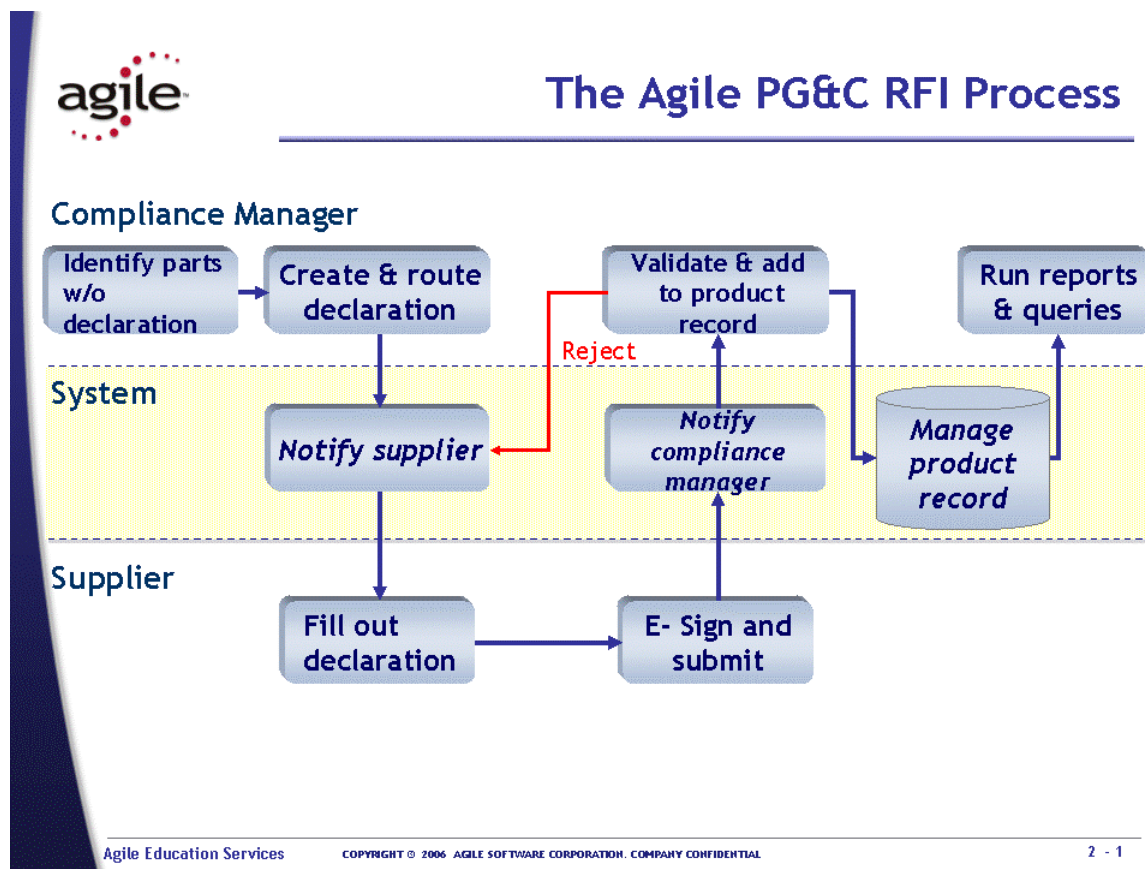 agile™
The Agile PG&C RFI Process
Compliance Manager
Identify parts
w/o
declaration
Create & route
declaration
Validate & add
to product
record
Run reports
& queries
Reject
System
Notify supplier
Notify
compliance
manager
Manage
product
record
Supplier
Fill out
declaration
E- Sign and
submit
Agile Education Services
COPYRIGHT © 2006 AGILE SOFTWARE CORPORATION. COMPANY CONFIDENTIAL
2 - 1